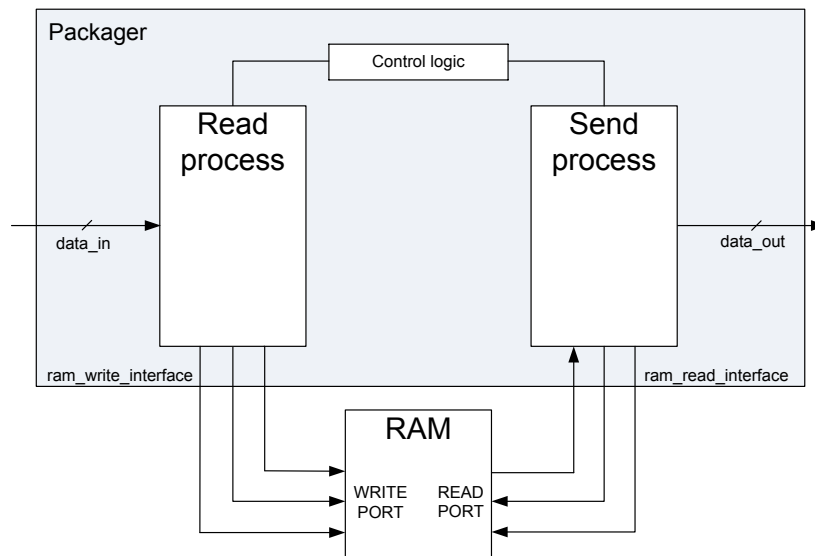 Packager
Control logic
Read
process
Send
process
data_in
data_out
ram_write_interface
ram_read_interface
RAM
WRITE
PORT
READ
PORT